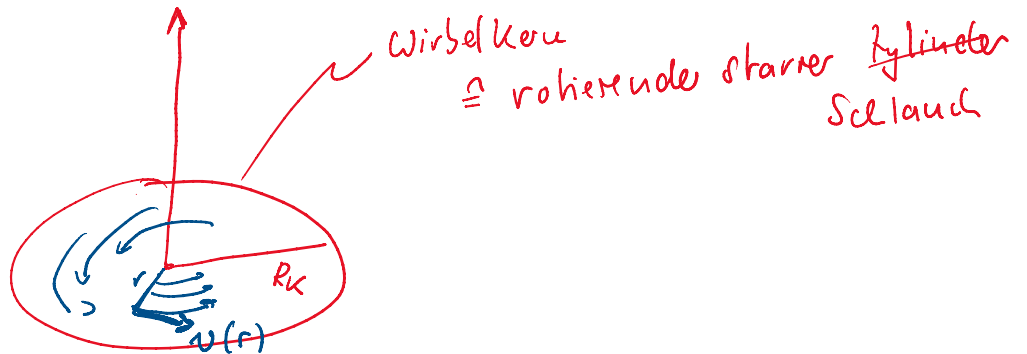 Wirbelkern
≙ rotierender starrer Zylinder
Schlauch
r
R_K
v(r)